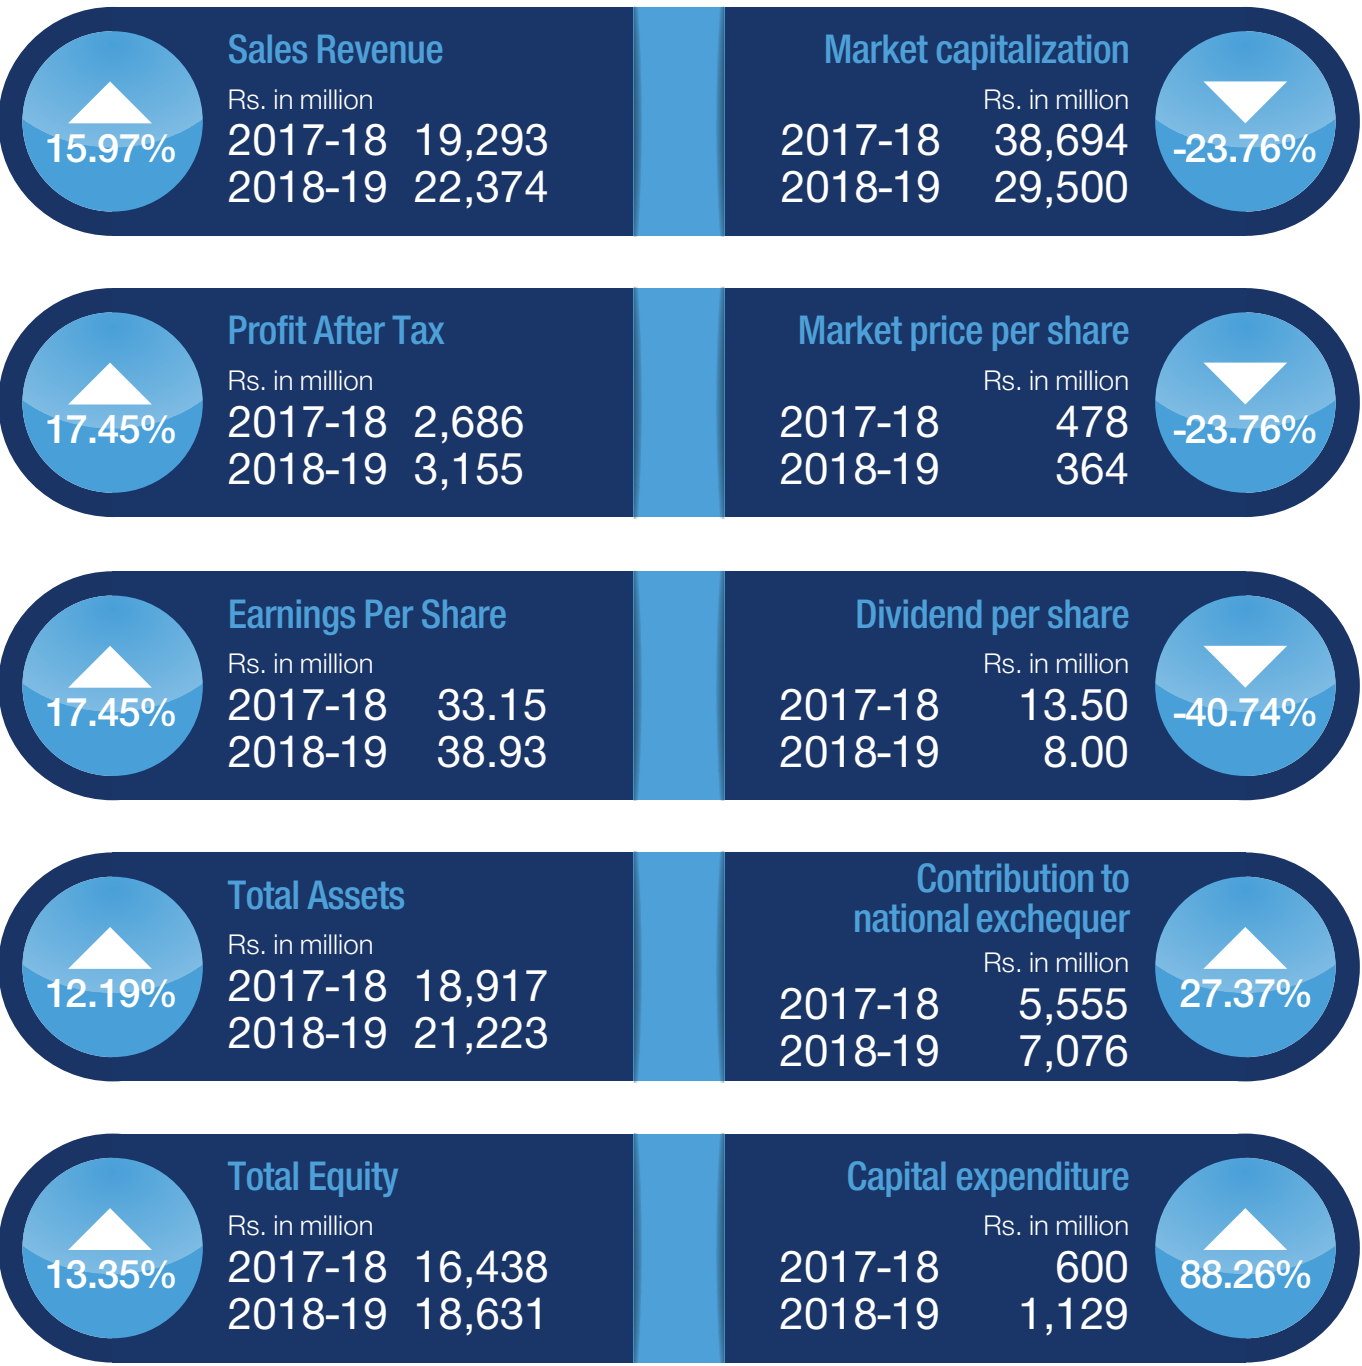 Sales Revenue
Rs. in million
2017-18 19,293
2018-19 22,374
15.97%
Market capitalization
Rs. in million
2017-18 38,694
2018-19 29,500
-23.76%
Profit After Tax
Rs. in million
2017-18 2,686
2018-19 3,155
17.45%
Market price per share
Rs. in million
2017-18 478
2018-19 364
-23.76%
Earnings Per Share
Rs. in million
2017-18 33.15
2018-19 38.93
17.45%
Dividend per share
Rs. in million
2017-18 13.50
2018-19 8.00
-40.74%
Total Assets
Rs. in million
2017-18 18,917
2018-19 21,223
12.19%
Contribution to
national exchequer
Rs. in million
2017-18 5,555
2018-19 7,076
27.37%
Total Equity
Rs. in million
2017-18 16,438
2018-19 18,631
13.35%
Capital expenditure
Rs. in million
2017-18 600
2018-19 1,129
88.26%